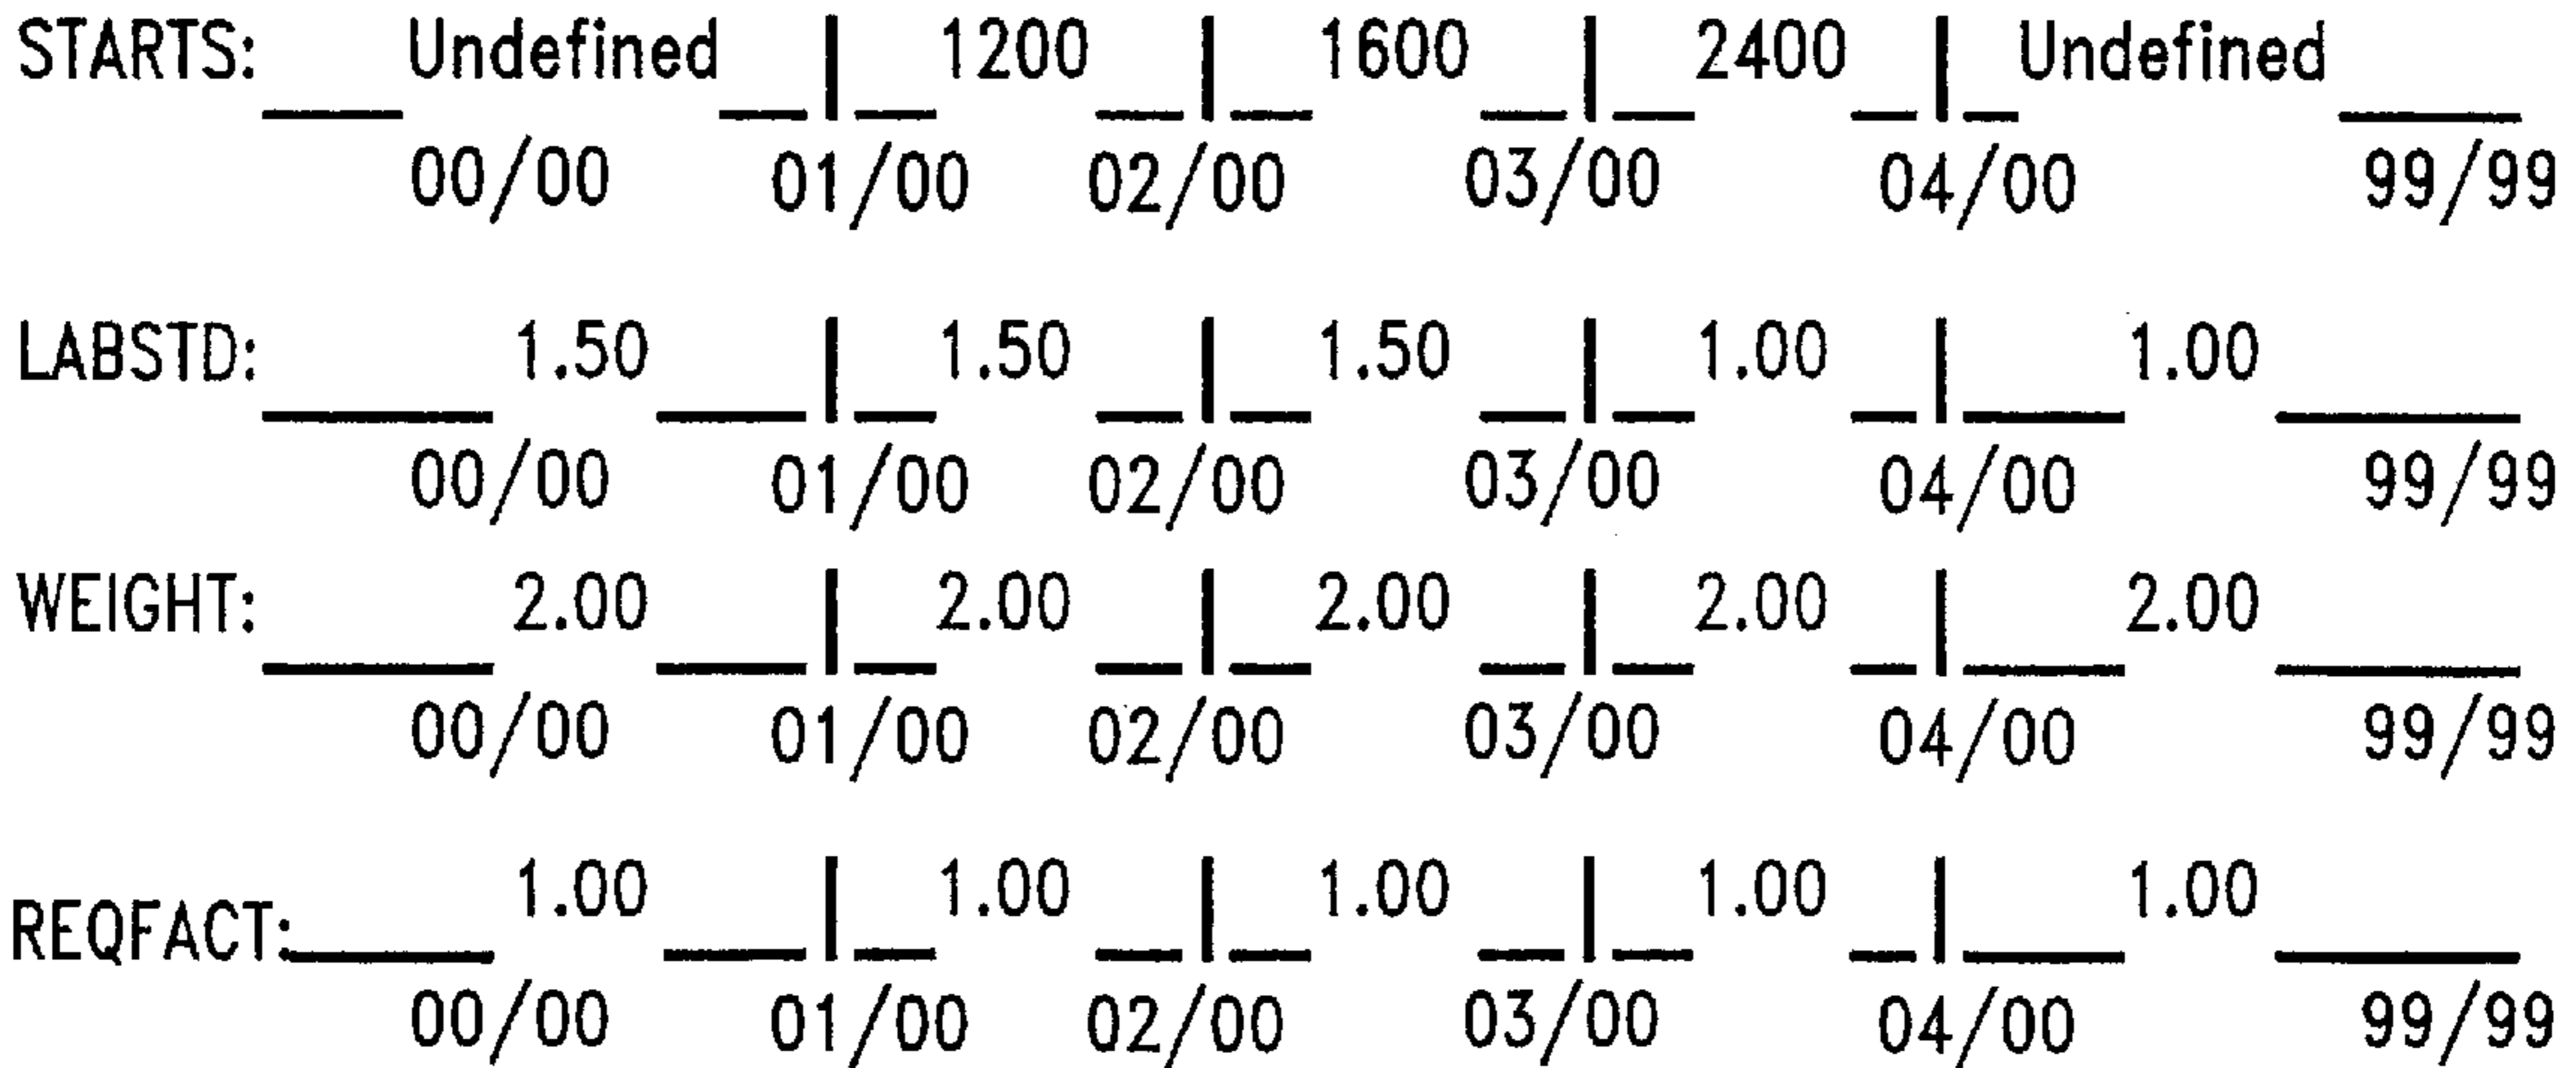 STARTS: Undefined 1200 1600 2400 Undefined
00/00 01/00 02/00 03/00 04/00 99/99
LABSTD: 1.50 1.50 1.50 1.00 1.00
00/00 01/00 02/00 03/00 04/00 99/99
WEIGHT: 2.00 2.00 2.00 2.00 2.00
00/00 01/00 02/00 03/00 04/00 99/99
REQFACT: 1.00 1.00 1.00 1.00 1.00
00/00 01/00 02/00 03/00 04/00 99/99